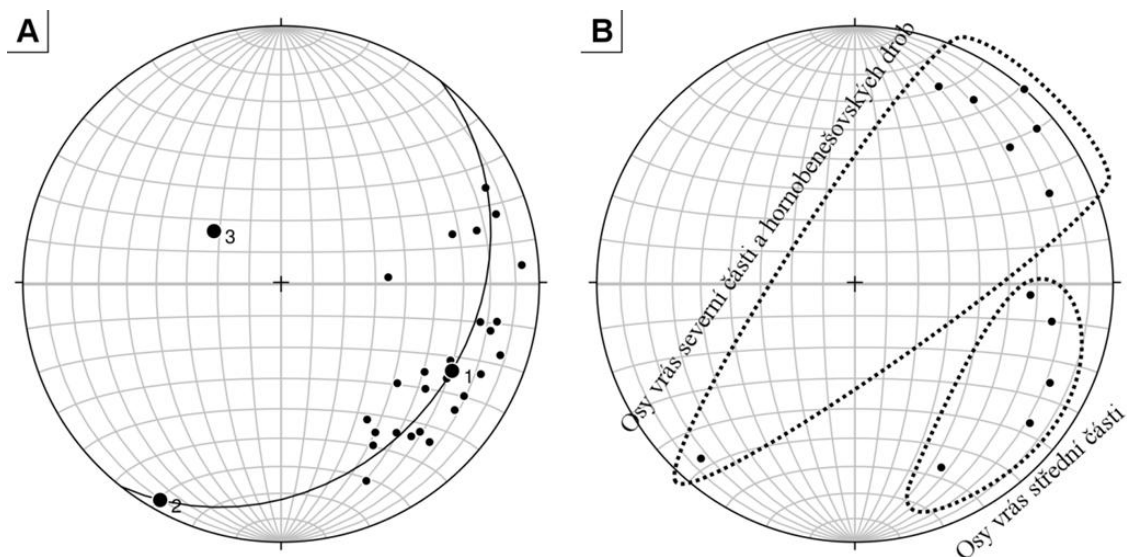 A
3
1
2
B
Osy vrás severní části a hornobenešovských drob
Osy vrás střední části